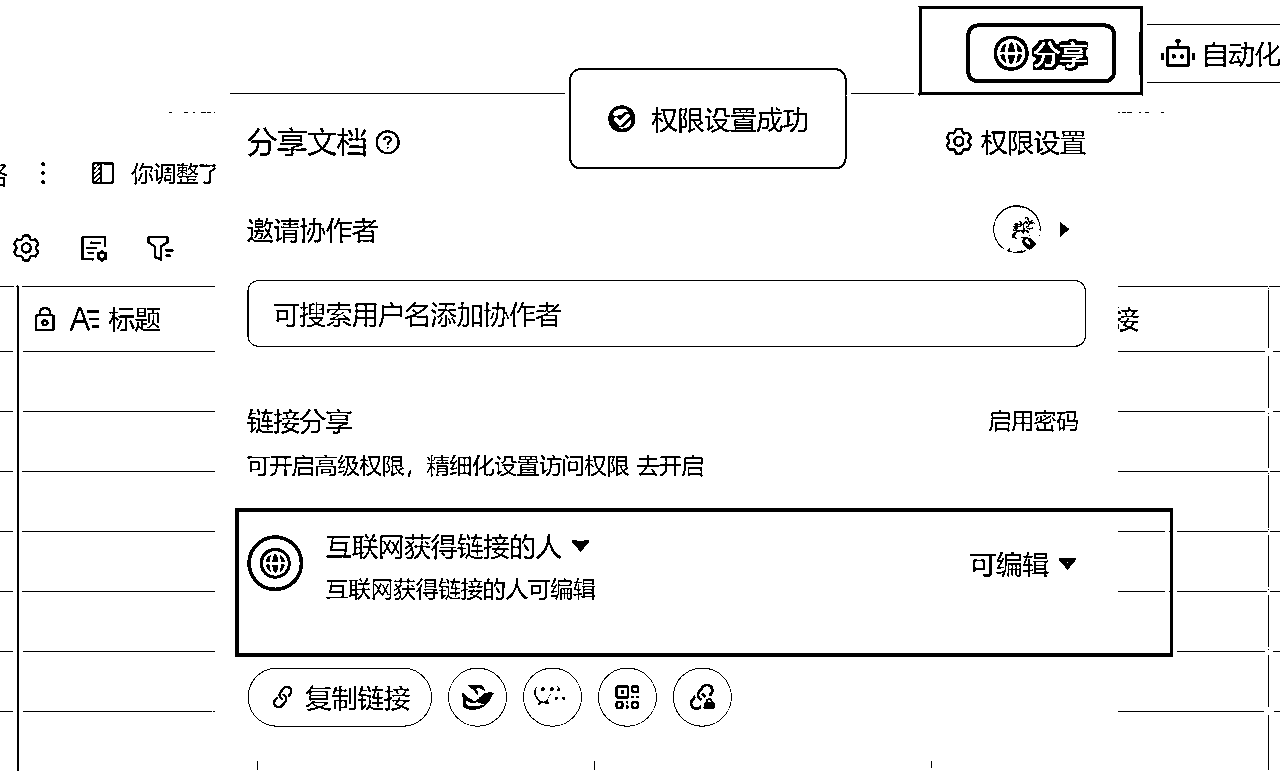 分享
自动化
权限设置成功
分享文档
权限设置
你调整了
邀请协作者
可搜索用户名添加协作者
标题
接
链接分享
启用密码
可开启高级权限，精细化设置访问权限 去开启
互联网获得链接的人
可编辑
互联网获得链接的人可编辑
复制链接